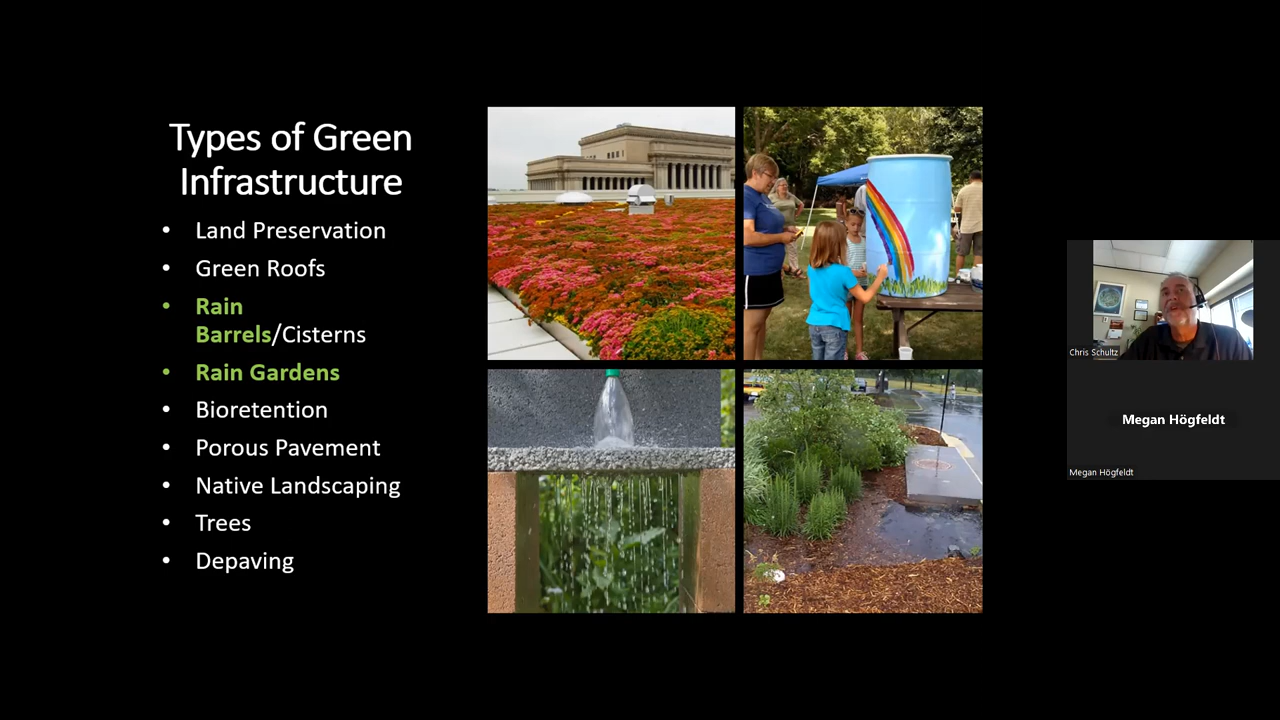 Types of Green
Infrastructure
• Land Preservation
• Green Roofs
• Rain
Barrels/Cisterns
• Rain Gardens
• Bioretention
• Porous Pavement
• Native Landscaping
• Trees
• Depaving
Chris Schultz
Megan Högfeldt
Megan Högfeldt